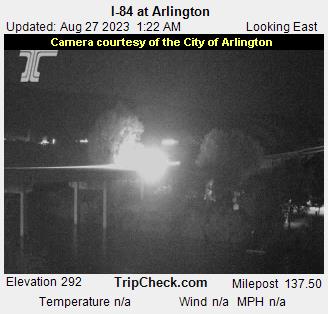 I-84 at Arlington
Updated: Aug 27 2023 1:22 AM Looking East
Camera courtesy of the City of Arlington
Elevation 292 TripCheck.com Milepost 137.50
Temperature n/a Wind n/a MPH n/a